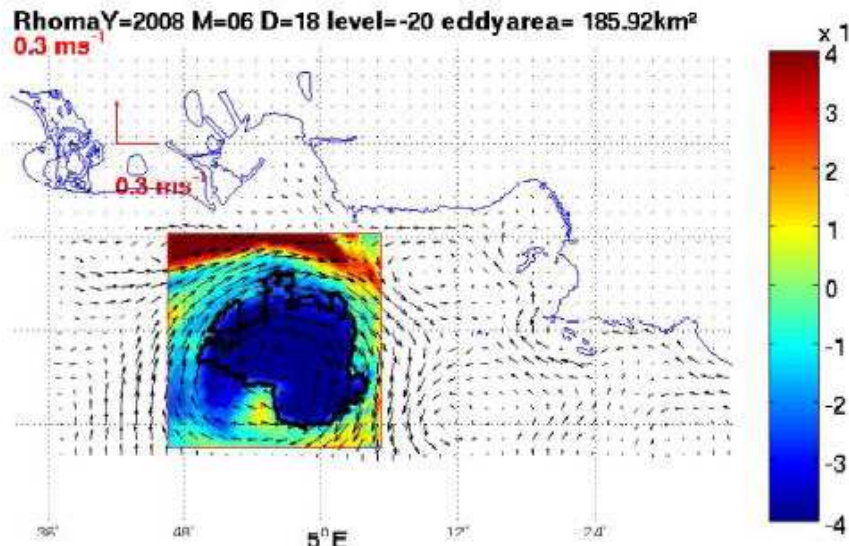 RhomaY=2008 M=06 D=18 level=-20 eddyarea= 185.92km²
0.3 ms⁻¹
x 1
4
3
2
1
0
-1
-2
-3
-4
0.3 ms⁻¹
36'
48'
5°E
0'
12'
24'